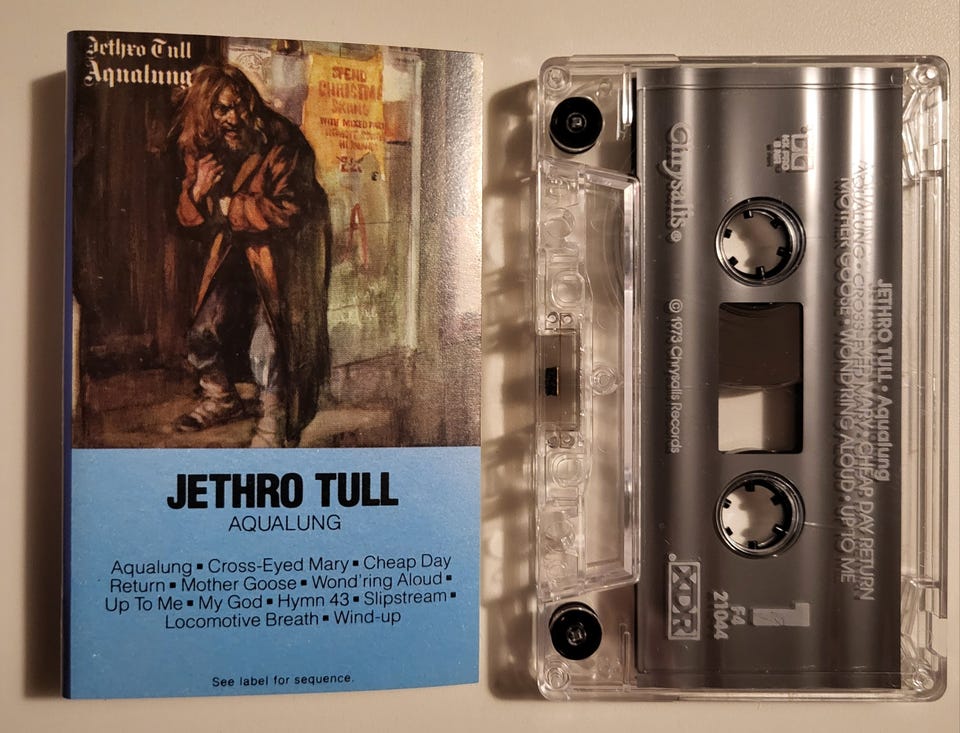 Jethro Tull
Aqualung
SPEND
CHRISTMAS
JETHRO TULL
AQUALUNG
Aqualung ▪ Cross-Eyed Mary ▪ Cheap Day
Return ▪ Mother Goose ▪ Wond'ring Aloud ▪
Up To Me ▪ My God ▪ Hymn 43 ▪ Slipstream ▪
Locomotive Breath ▪ Wind-up
See label for sequence.
JETHRO TULL • Aqualung
AQUALUNG • CROSS-EYED MARY • CHEAP DAY RETURN
MOTHER GOOSE • WOND'RING ALOUD • UP TO ME
Chrysalis®
℗ 1973 Chrysalis Records
XDR®
F4
21044
1